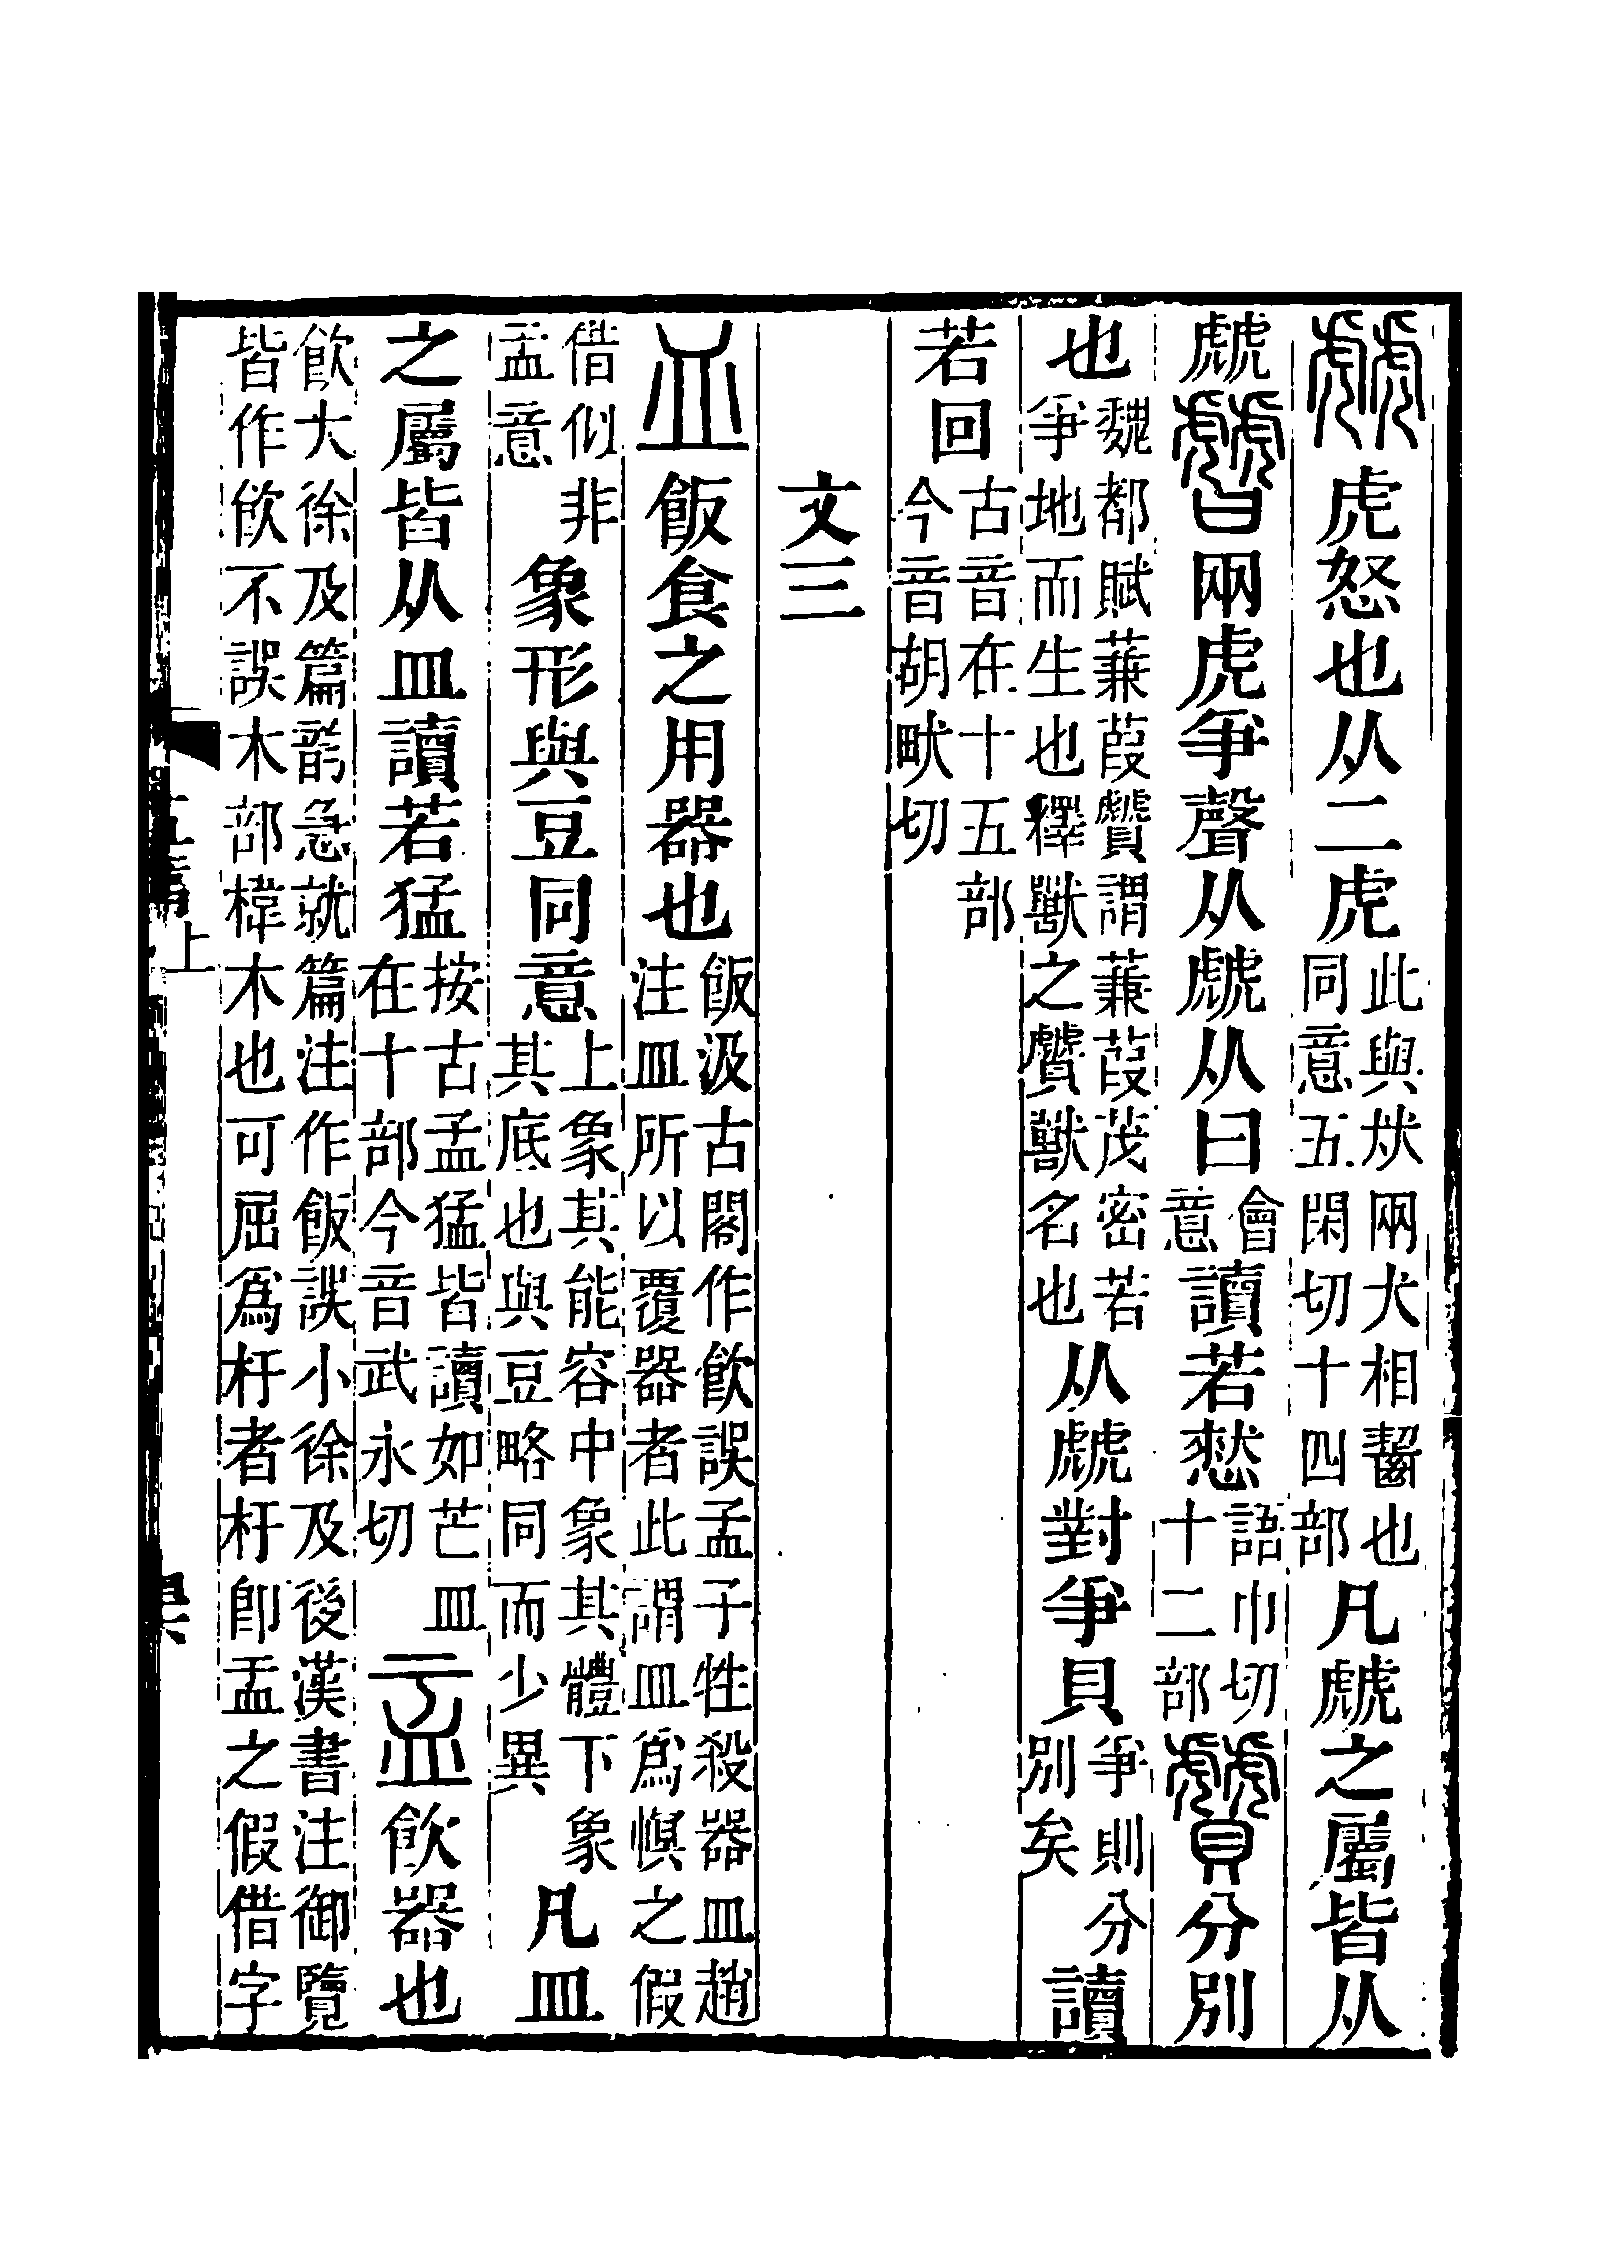 虤虎怒也从二虎此與㹜兩犬相齧也同意五閑切十四部凡虤之屬皆从
虤䖜兩虎爭聲从虤从曰會意讀若憖語巾切十二部贙分別
也魏都賦蒹葭贙謂蒹葭茂密若爭地而生也釋獸之贙獸名也从虤對爭貝爭則分別矣讀
若回古音在十五部今音胡畎切
文三
皿飯食之用器也飯汲古閣作飲誤孟子牲殺器皿趙注皿所以覆器者此謂皿爲幎之假
借似非孟意象形與豆同意上象其能容中象其體下象其底也與豆略同而少異凡皿
之屬皆从皿讀若猛按古孟猛皆讀如芒皿在十部今音武永切盂飲器也
飲大徐及篇韵急就篇注作飯誤小徐及後漢書注御覽皆作飲不誤木部椲木也可屈爲杅者杅卽盂之假借字